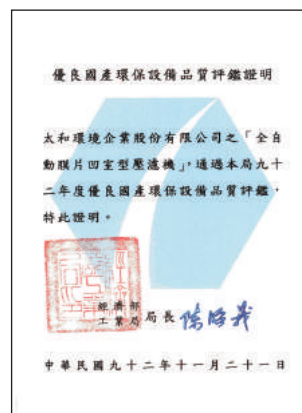 優良國產環保設備品質評鑑證明
太和環境企業股份有限公司之「全自
動膜片凹室型壓濾機」,通過本局九十
二年度優良國產環保設備品質評鑑,
特此證明。
經濟部
工業局 局長 陳昭義
中華民國九十二年十一月二十一日